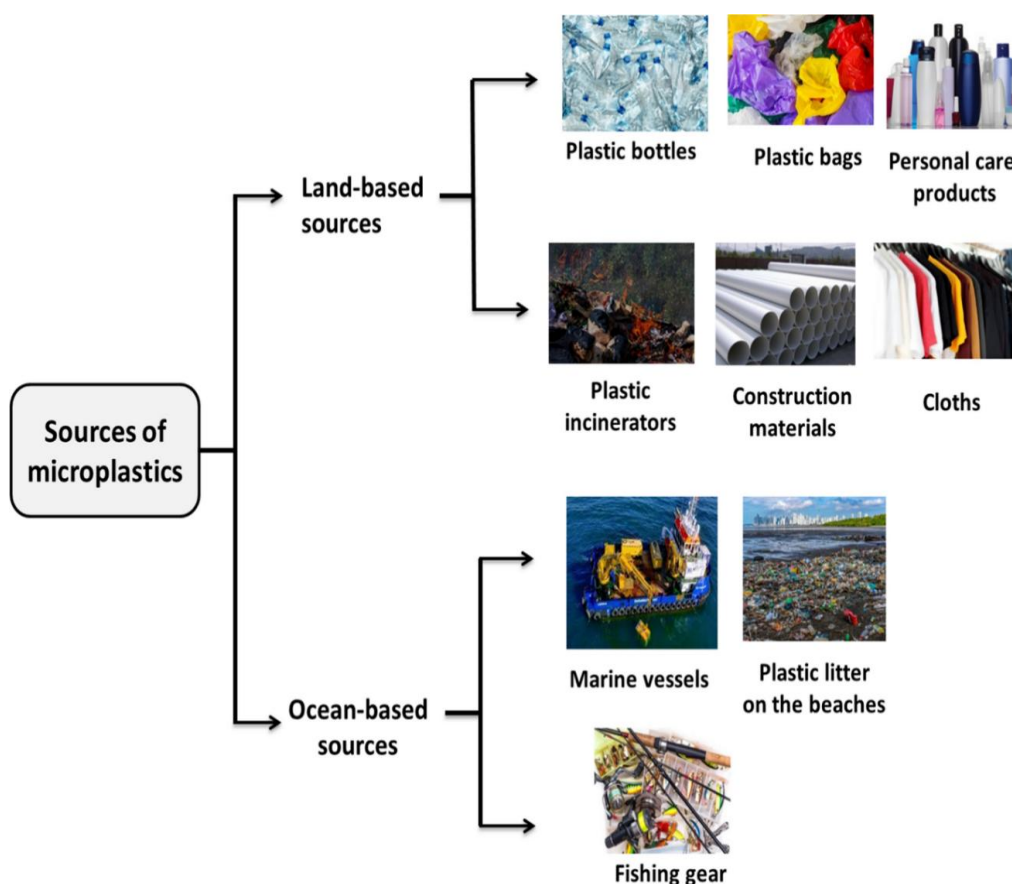 Plastic bottles
Plastic bags
Personal care
products
Land-based
sources
Plastic
incinerators
Construction
materials
Cloths
Sources of
microplastics
Marine vessels
Plastic litter
on the beaches
Ocean-based
sources
Fishing gear